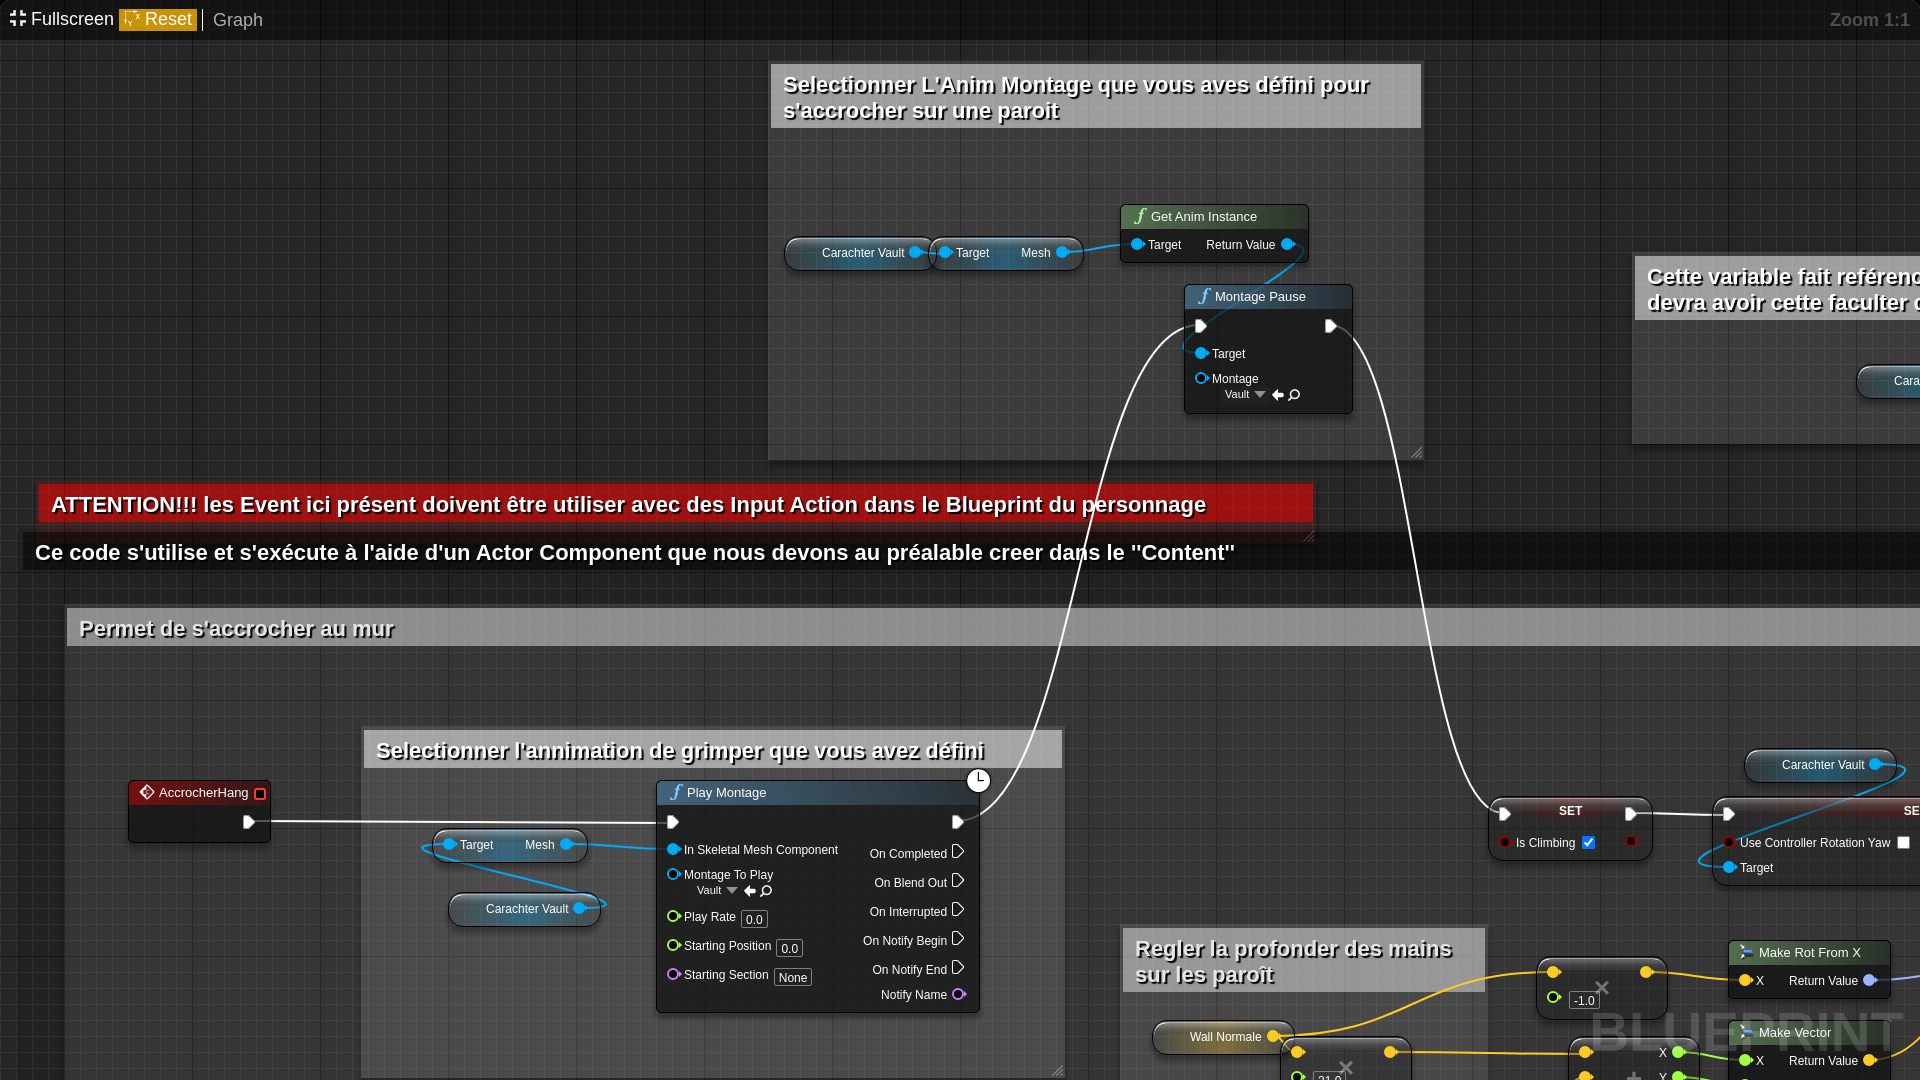 Fullscreen Reset Graph Zoom 1:1
Selectionner L'Anim Montage que vous aves défini pour
s'accrocher sur une paroit
Get Anim Instance
Carachter Vault Target Mesh Target Return Value
Cette variable fait reférenc
devra avoir cette faculter
Montage Pause
Target
Montage
Vault
Cara
ATTENTION!!! les Event ici présent doivent être utiliser avec des Input Action dans le Blueprint du personnage
Ce code s'utilise et s'exécute à l'aide d'un Actor Component que nous devons au préalable creer dans le "Content"
Permet de s'accrocher au mur
Selectionner l'annimation de grimper que vous avez défini
AccrocherHang
Play Montage
Target Mesh
Carachter Vault
In Skeletal Mesh Component
Montage To Play
Vault
Play Rate 0.0
Starting Position 0.0
Starting Section None
On Completed
On Blend Out
On Interrupted
On Notify Begin
On Notify End
Notify Name
Carachter Vault
SET
Is Climbing
SE
Use Controller Rotation Yaw
Target
Regler la profonder des mains
sur les paroît
Wall Normale
-1.0
21.0
Make Rot From X
X Return Value
BLUEPRINT
Make Vector
X Return Value
X
Y